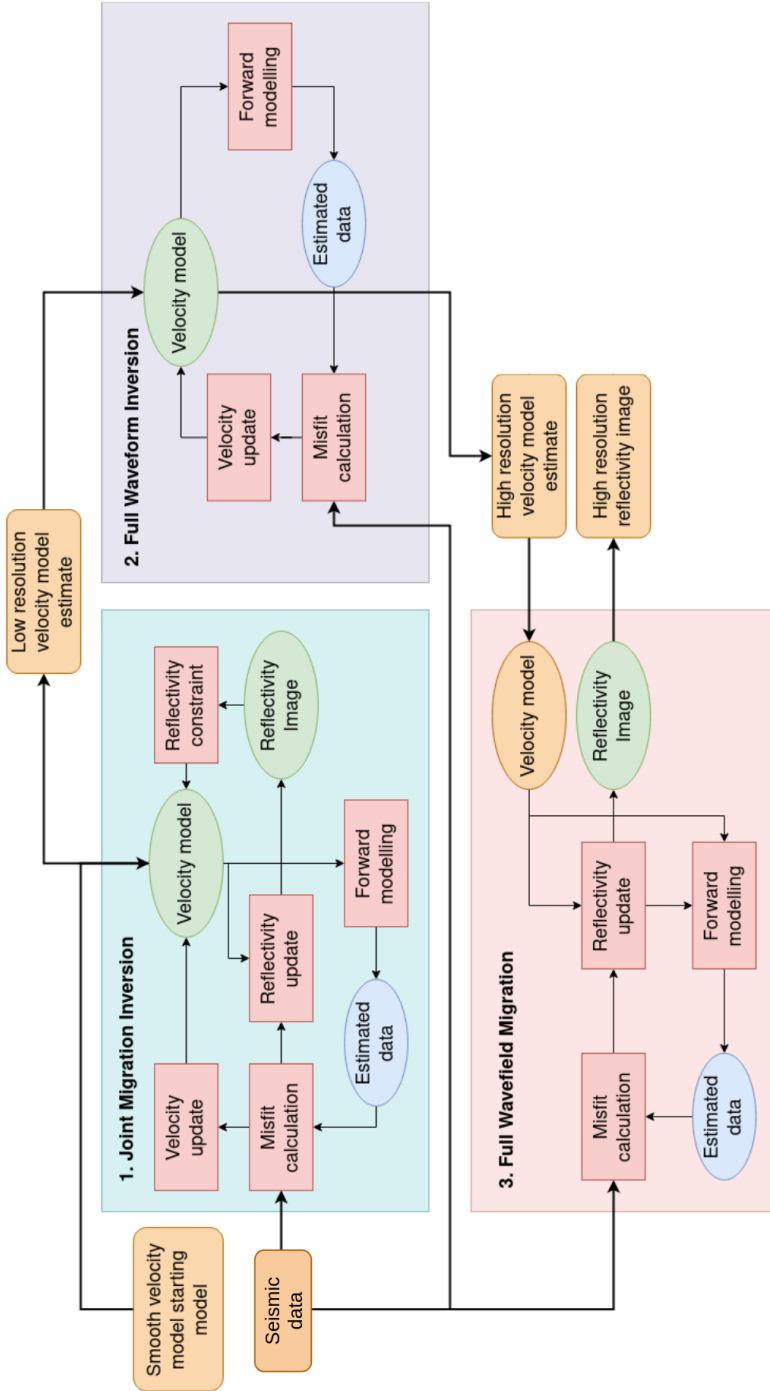 Smooth velocity
model starting
model
Seismic
data
1. Joint Migration Inversion
Velocity
update
Misfit
calculation
Velocity model
Reflectivity
update
Estimated
data
Forward
modelling
Reflectivity
constraint
Reflectivity
Image
Low resolution
velocity model
estimate
2. Full Waveform Inversion
Velocity model
Velocity
update
Misfit
calculation
Estimated
data
Forward
modelling
3. Full Wavefield Migration
Misfit
calculation
Estimated
data
Reflectivity
update
Forward
modelling
Velocity model
Reflectivity
Image
High resolution
velocity model
estimate
High resolution
reflectivity image